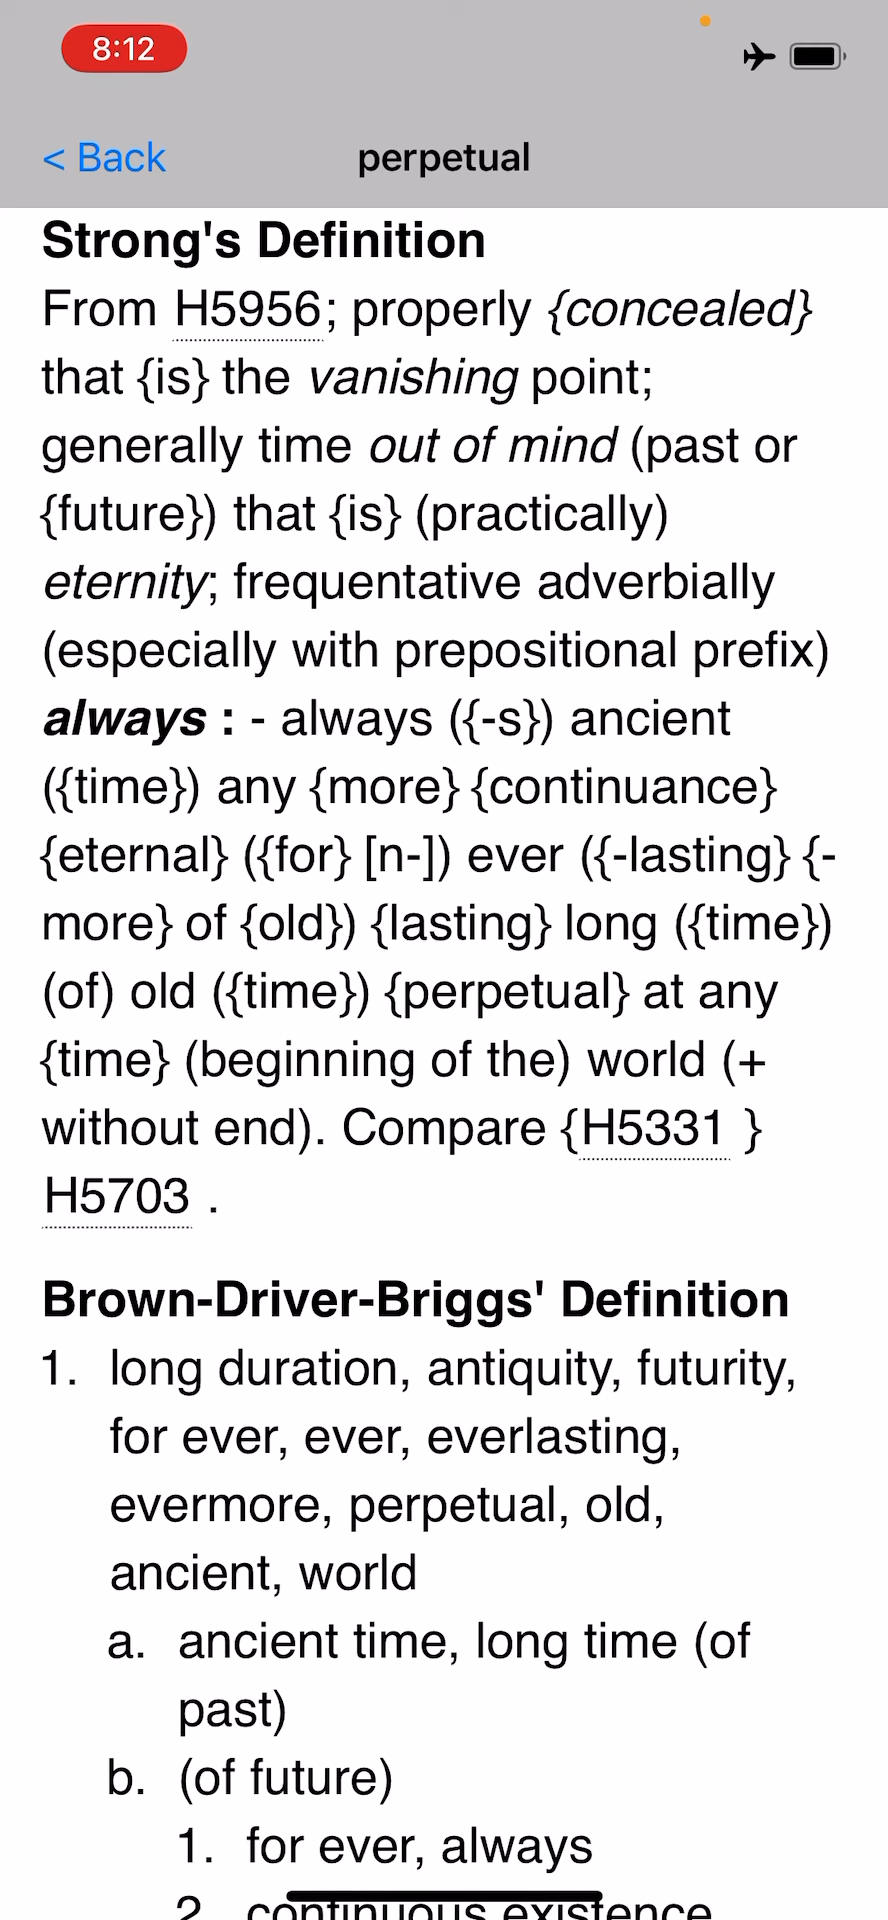 8:12
< Back
perpetual
Strong's Definition
From H5956; properly {concealed}
that {is} the vanishing point;
generally time out of mind (past or
{future}) that {is} (practically)
eternity; frequentative adverbially
(especially with prepositional prefix)
always : - always ({-s}) ancient
({time}) any {more} {continuance}
{eternal} ({for} [n-]) ever ({-lasting} {-
more} of {old}) {lasting} long ({time})
(of) old ({time}) {perpetual} at any
{time} (beginning of the) world (+
without end). Compare {H5331 }
H5703 .
Brown-Driver-Briggs' Definition
1. long duration, antiquity, futurity,
for ever, ever, everlasting,
evermore, perpetual, old,
ancient, world
a. ancient time, long time (of
past)
b. (of future)
1. for ever, always
2. continuous existence